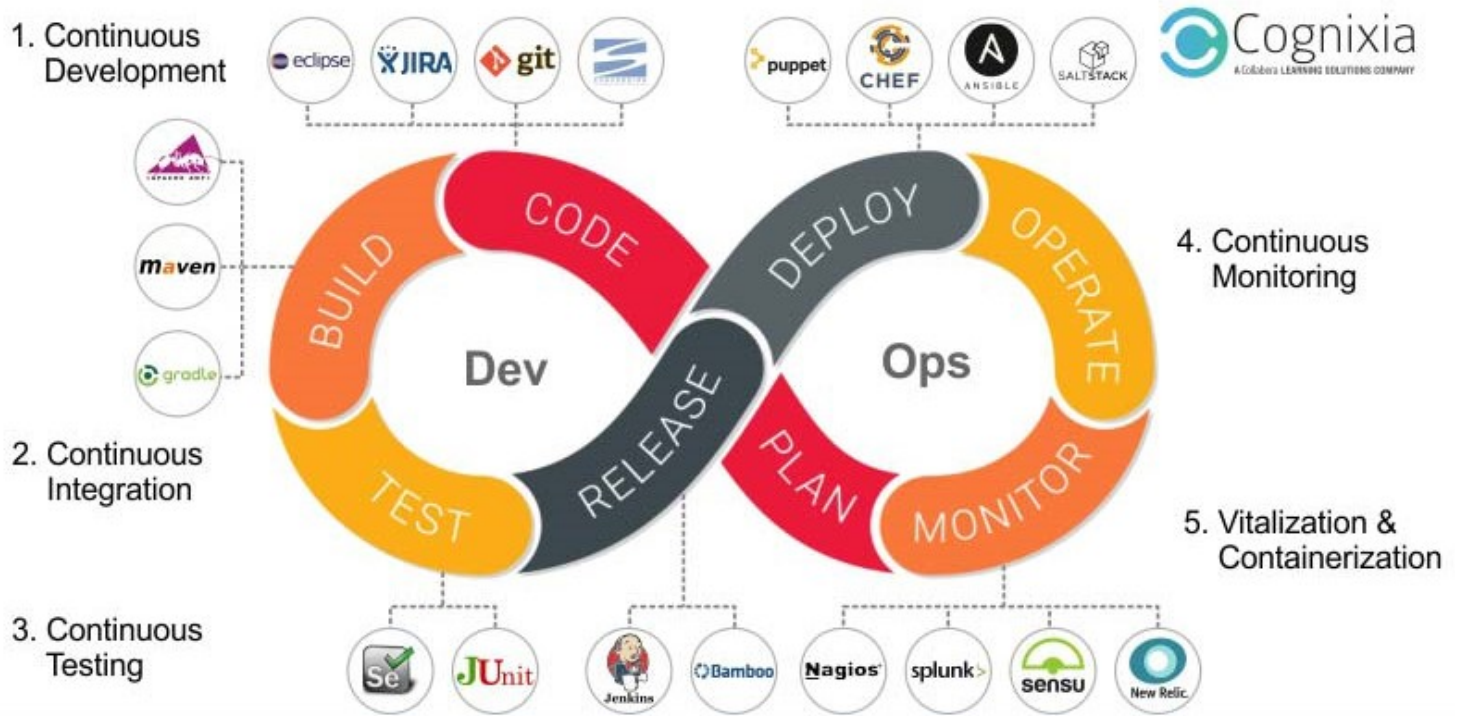 1. Continuous
Development
eclipse
JIRA
git
puppet
CHEF
ANSIBLE
SALTSTACK
Cognixia
A Collabera LEARNING SOLUTIONS COMPANY
APACHE ANT
maven
gradle
BUILD
CODE
DEPLOY
OPERATE
Dev
Ops
TEST
RELEASE
PLAN
MONITOR
4. Continuous
Monitoring
2. Continuous
Integration
5. Vitalization &
Containerization
3. Continuous
Testing
Se
JUnit
Jenkins
Bamboo
Nagios
splunk>
sensu
New Relic.